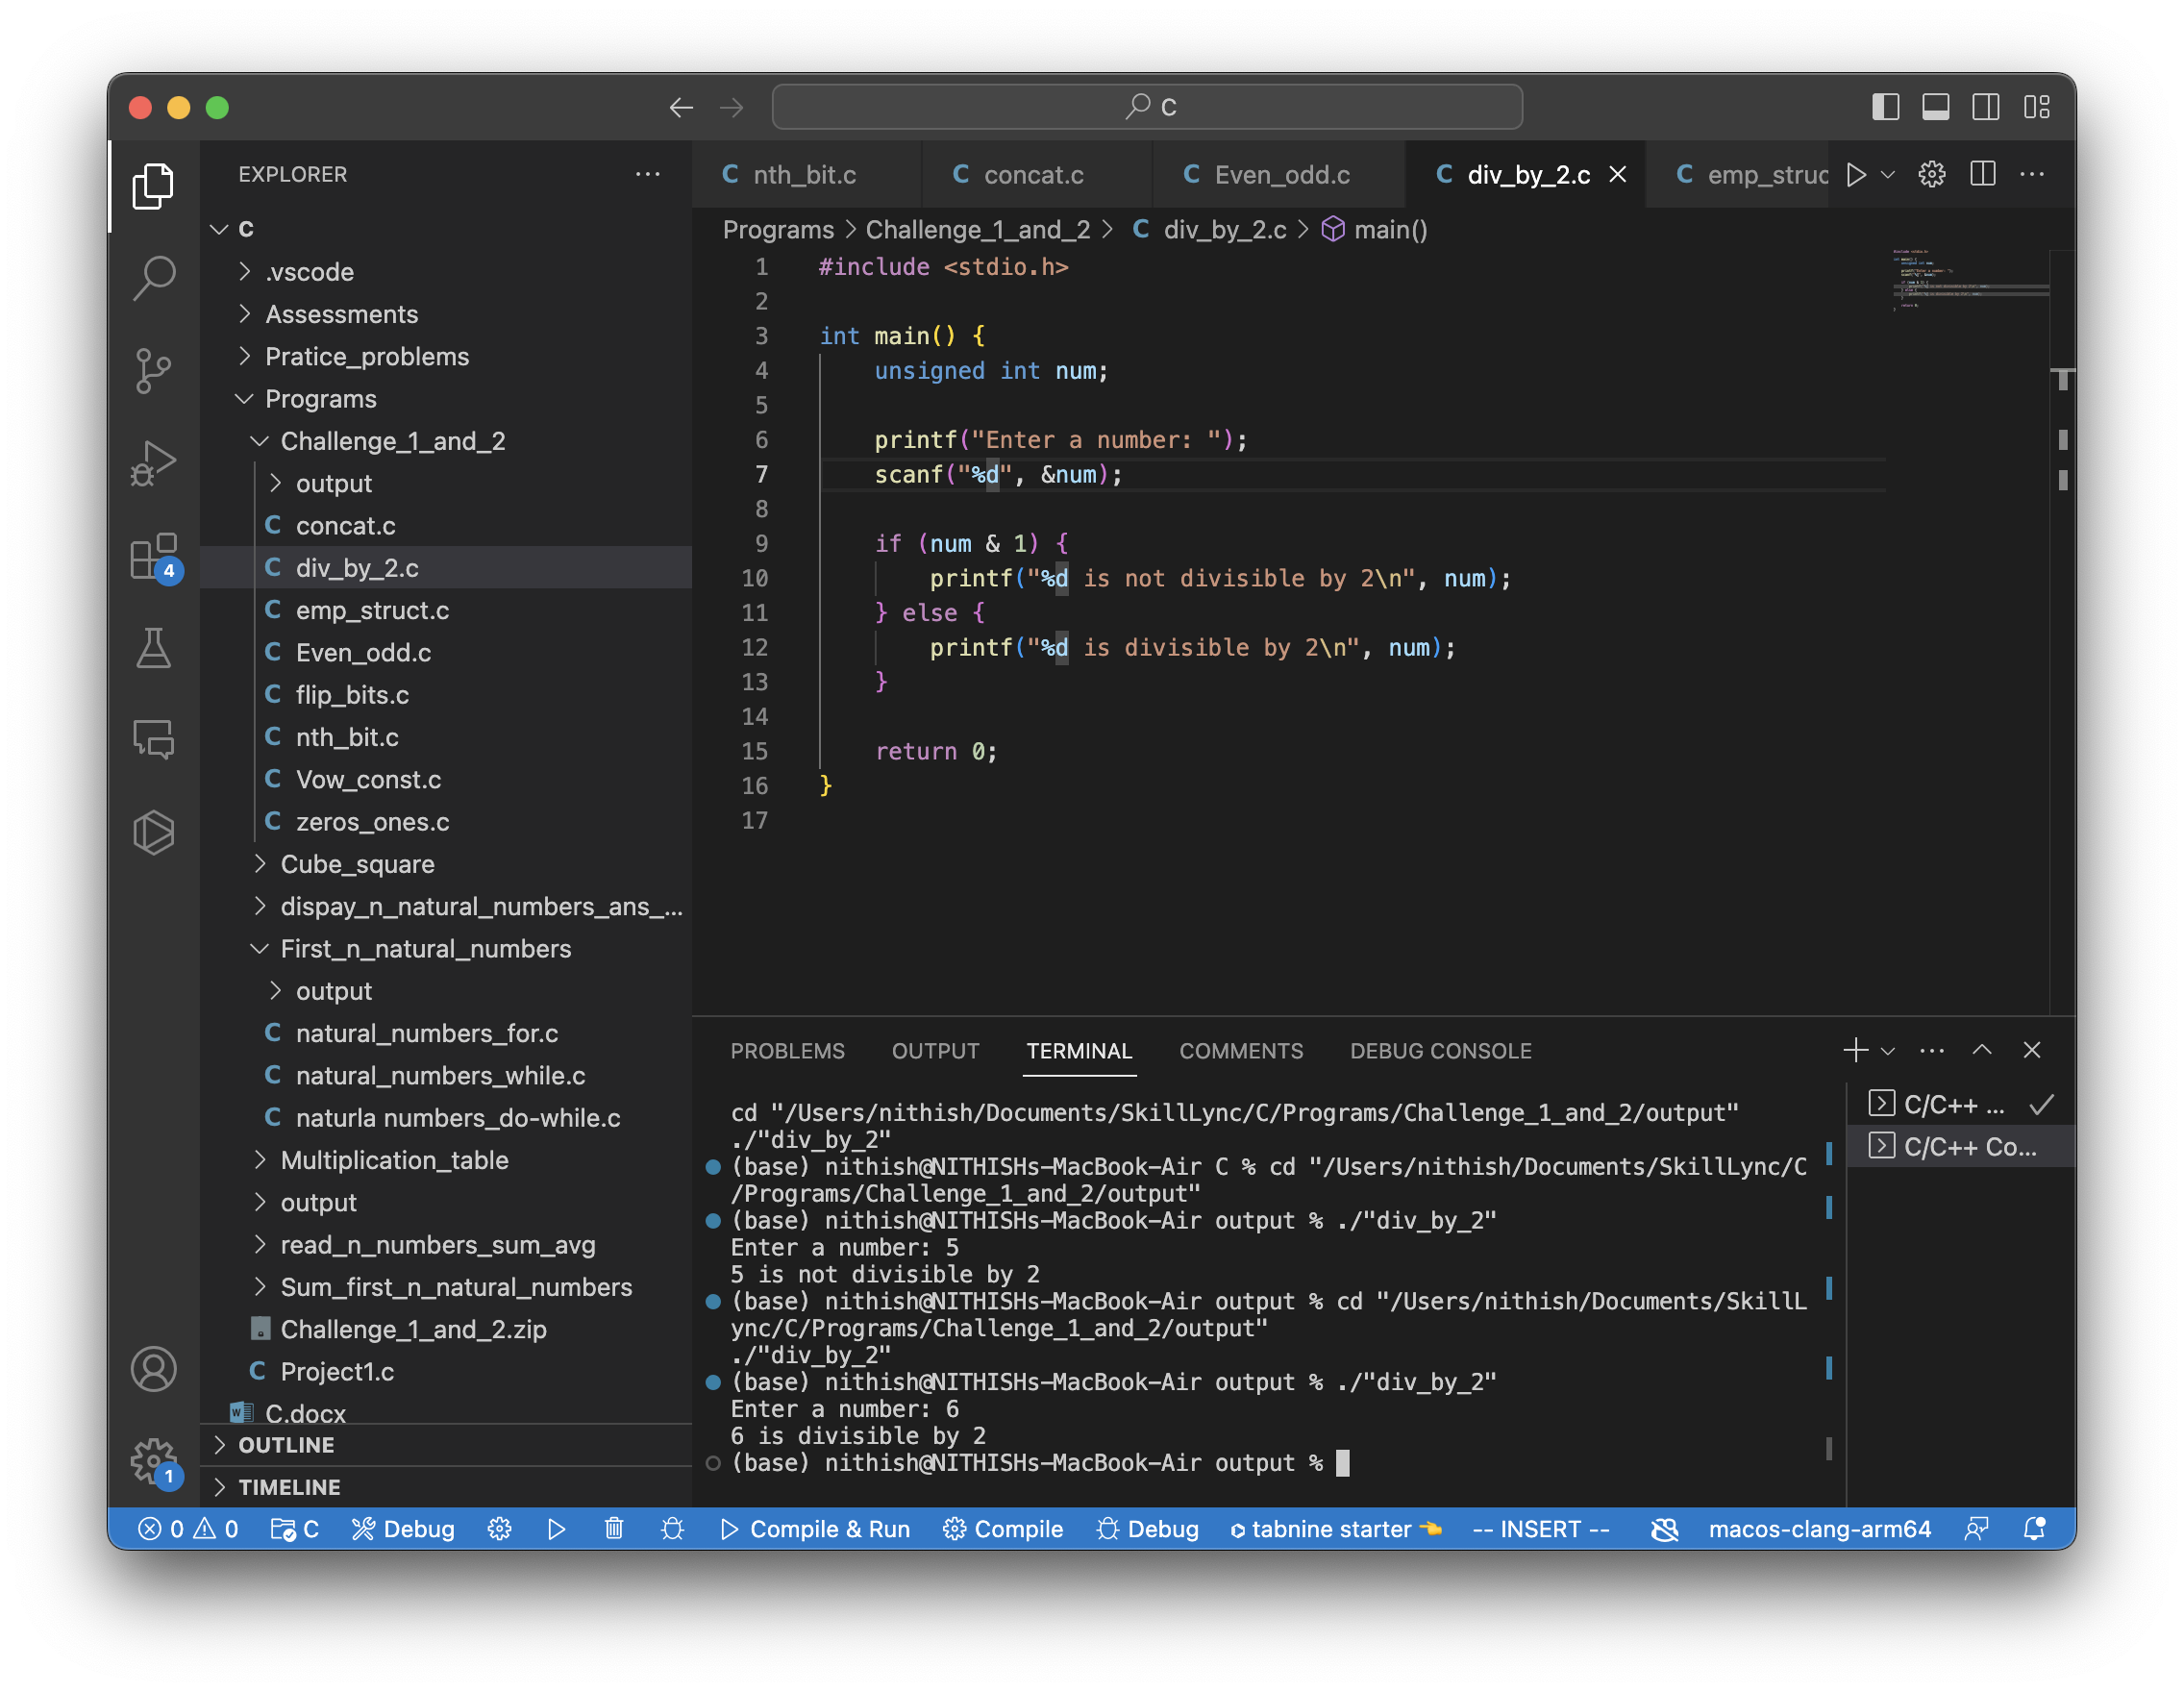 C
EXPLORER
C
.vscode
Assessments
Pratice_problems
Programs
Challenge_1_and_2
output
concat.c
div_by_2.c
emp_struct.c
Even_odd.c
flip_bits.c
nth_bit.c
Vow_const.c
zeros_ones.c
Cube_square
dispay_n_natural_numbers_ans_...
First_n_natural_numbers
output
natural_numbers_for.c
natural_numbers_while.c
naturla numbers_do-while.c
Multiplication_table
output
read_n_numbers_sum_avg
Sum_first_n_natural_numbers
Challenge_1_and_2.zip
Project1.c
C.docx
OUTLINE
TIMELINE
4
1
C nth_bit.c C concat.c C Even_odd.c C div_by_2.c C emp_struc
Programs > Challenge_1_and_2 > C div_by_2.c > main()
1 #include <stdio.h>
2
3 int main() {
4 unsigned int num;
5
6 printf("Enter a number: ");
7 scanf("%d", &num);
8
9 if (num & 1) {
10 printf("%d is not divisible by 2\n", num);
11 } else {
12 printf("%d is divisible by 2\n", num);
13 }
14
15 return 0;
16 }
17
PROBLEMS OUTPUT TERMINAL COMMENTS DEBUG CONSOLE
cd "/Users/nithish/Documents/SkillLync/C/Programs/Challenge_1_and_2/output"
./"div_by_2"
(base) nithish@NITHISHs-MacBook-Air C % cd "/Users/nithish/Documents/SkillLync/C
/Programs/Challenge_1_and_2/output"
(base) nithish@NITHISHs-MacBook-Air output % ./"div_by_2"
Enter a number: 5
5 is not divisible by 2
(base) nithish@NITHISHs-MacBook-Air output % cd "/Users/nithish/Documents/SkillL
ync/C/Programs/Challenge_1_and_2/output"
./"div_by_2"
(base) nithish@NITHISHs-MacBook-Air output % ./"div_by_2"
Enter a number: 6
6 is divisible by 2
(base) nithish@NITHISHs-MacBook-Air output %
C/C++ ...
C/C++ Co...
0 0 C Debug Compile & Run Compile Debug tabnine starter -- INSERT -- macos-clang-arm64